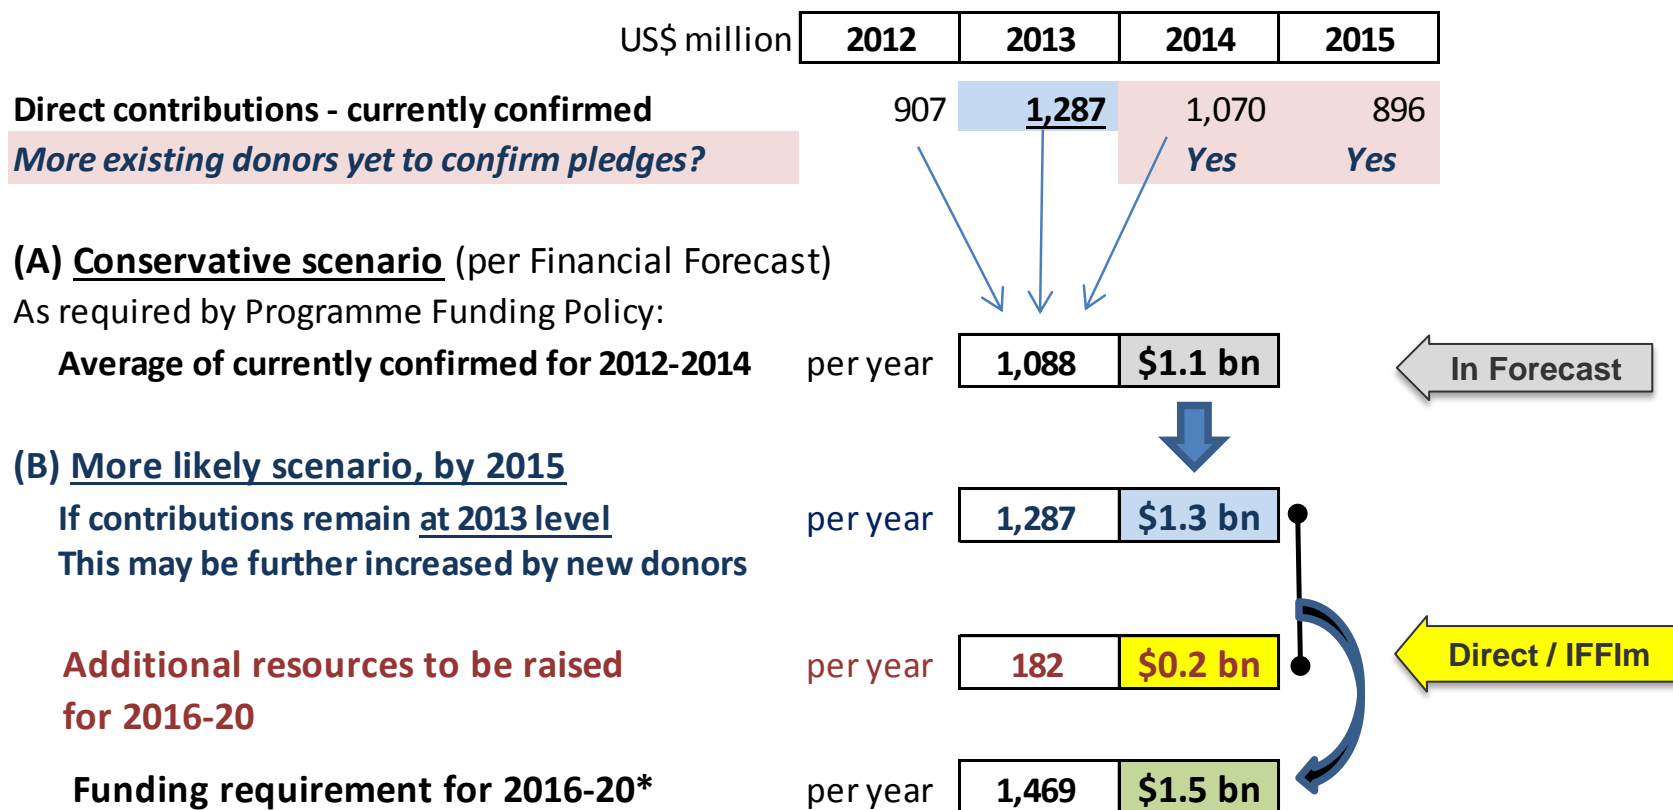 US$ million 2012 2013 2014 2015
Direct contributions - currently confirmed 907 1,287 1,070 896
More existing donors yet to confirm pledges? Yes Yes
(A) Conservative scenario (per Financial Forecast)
As required by Programme Funding Policy:
Average of currently confirmed for 2012-2014 per year 1,088 $1.1 bn In Forecast
(B) More likely scenario, by 2015
If contributions remain at 2013 level per year 1,287 $1.3 bn
This may be further increased by new donors
Additional resources to be raised per year 182 $0.2 bn Direct / IFFIm
for 2016-20
Funding requirement for 2016-20* per year 1,469 $1.5 bn